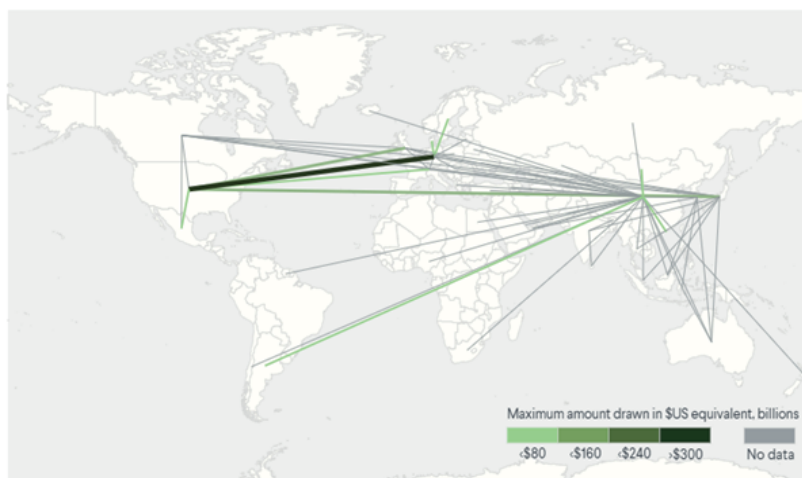 Maximum amount drawn in $US equivalent, billions
<$80 <$160 <$240 >$300 No data